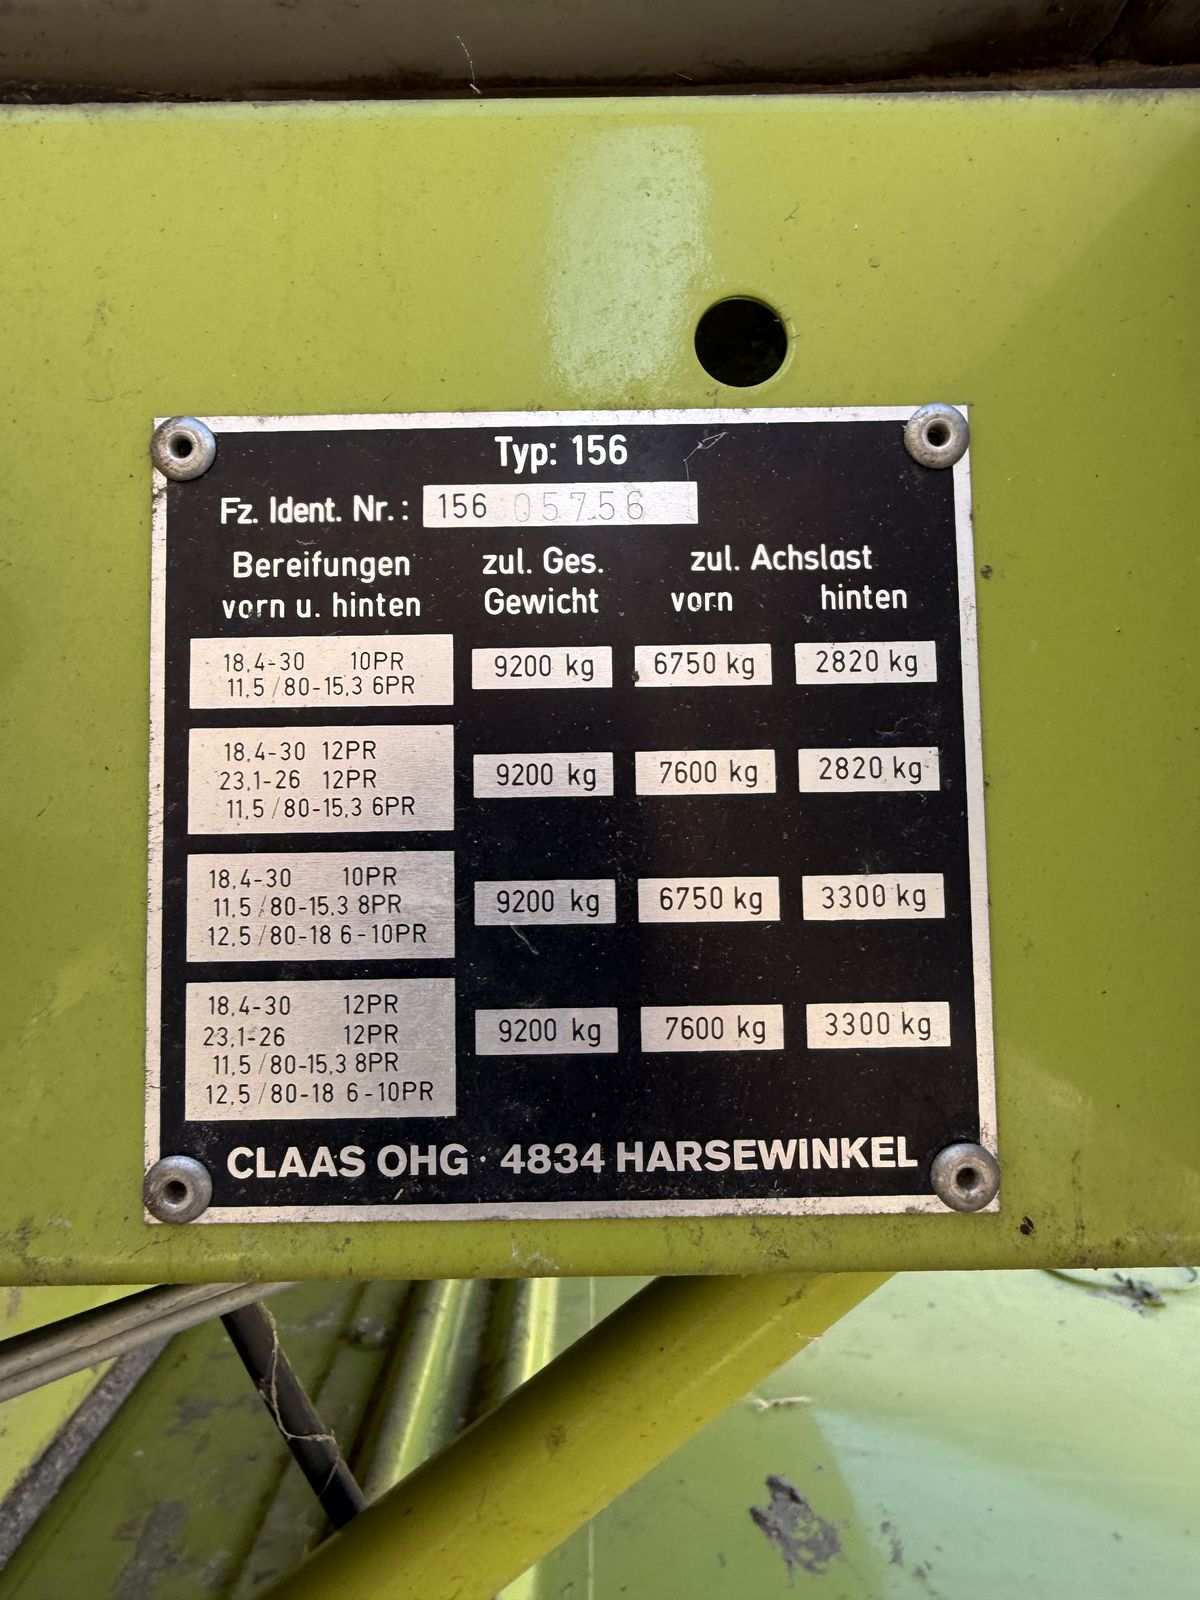 Typ: 156
Fz. Ident. Nr.: 156 05756
Bereifungen vorn u. hinten zul. Ges. Gewicht zul. Achslast vorn hinten
18,4-30 10PR
11,5/80-15,3 6PR
9200 kg 6750 kg 2820 kg
18,4-30 12PR
23,1-26 12PR
11,5/80-15,3 6PR
9200 kg 7600 kg 2820 kg
18,4-30 10PR
11,5/80-15,3 8PR
12,5/80-18 6-10PR
9200 kg 6750 kg 3300 kg
18,4-30 12PR
23,1-26 12PR
11,5/80-15,3 8PR
12,5/80-18 6-10PR
9200 kg 7600 kg 3300 kg
CLAAS OHG · 4834 HARSEWINKEL